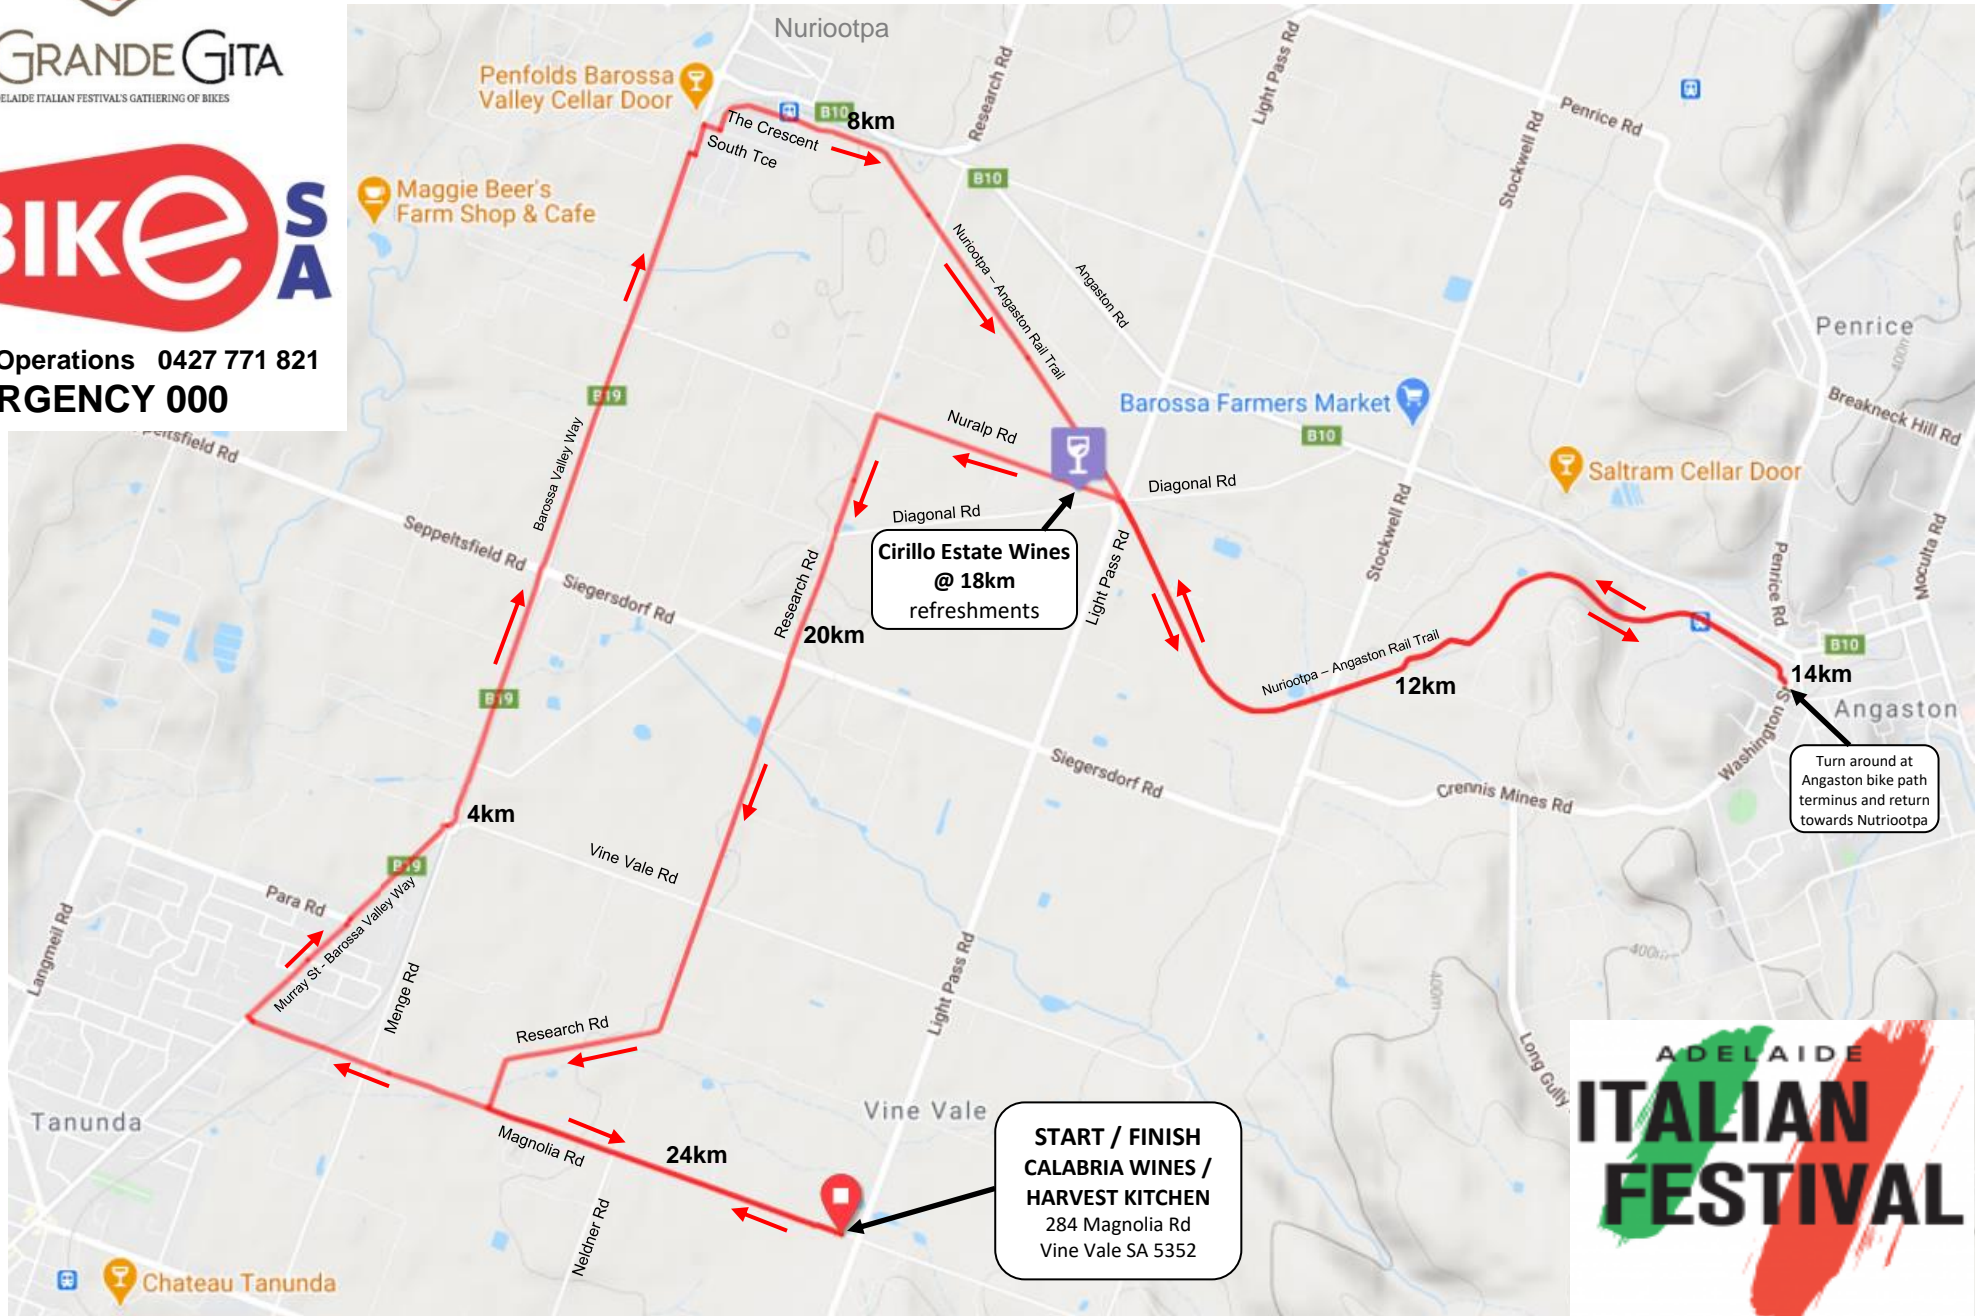 GRANDE GITA
ELAIDE ITALIAN FESTIVAL'S GATHERING OF BIKES
BIKe
SA
Operations 0427 771 821
RGENCY 000
Nuriootpa
Penfolds Barossa
Valley Cellar Door
Maggie Beer's
Farm Shop & Cafe
The Crescent
South Tce
B10
8km
Research Rd
B10
Light Pass Rd
Stockwell Rd
Penrice Rd
Penrice
400m
Breakneck Hill Rd
Nuriootpa – Angaston Rail Trail
Angaston Rd
Barossa Farmers Market
B10
Saltram Cellar Door
B19
Barossa Valley Way
peltsfield Rd
Seppeltsfield Rd
Siegersdorf Rd
Nuralp Rd
Diagonal Rd
Diagonal Rd
Cirillo Estate Wines
@ 18km
refreshments
Light Pass Rd
Stockwell Rd
Penrice Rd
Moculta Rd
Research Rd
20km
Nuriootpa – Angaston Rail Trail
12km
B10
14km
Angaston
Washington S
Turn around at
Angaston bike path
terminus and return
towards Nutriootpa
B19
Siegersdorf Rd
Crennis Mines Rd
4km
B19
Vine Vale Rd
Para Rd
Langmeil Rd
Murray St - Barossa Valley Way
Menge Rd
Light Pass Rd
400m
400m
Research Rd
Long Gully
Tanunda
Magnolia Rd
24km
Vine Vale
Neldner Rd
START / FINISH
CALABRIA WINES /
HARVEST KITCHEN
284 Magnolia Rd
Vine Vale SA 5352
Chateau Tanunda
ADELAIDE
ITALIAN
FESTIVAL